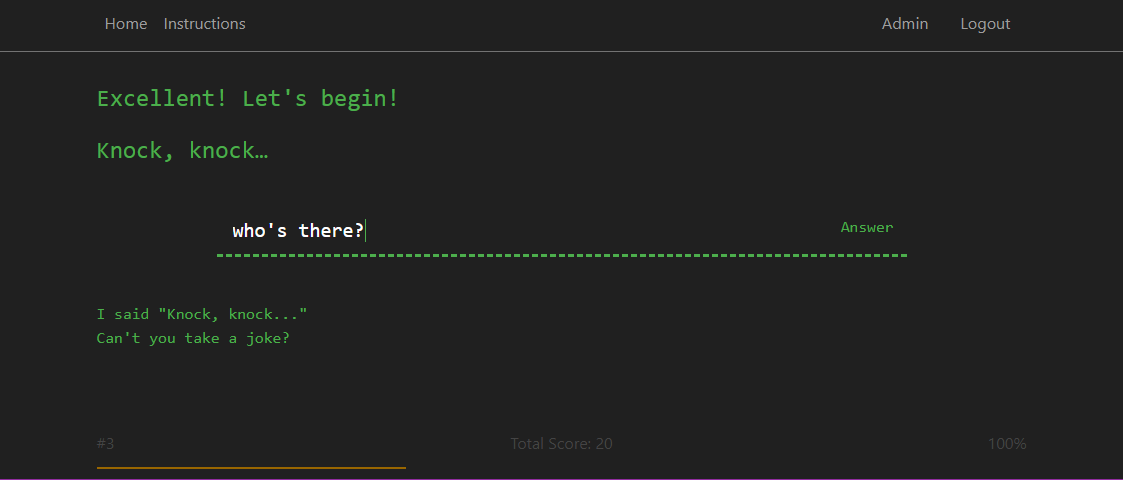 Home Instructions Admin Logout
Excellent! Let's begin!
Knock, knock…
who's there? Answer
I said "Knock, knock..."
Can't you take a joke?
#3 Total Score: 20 100%